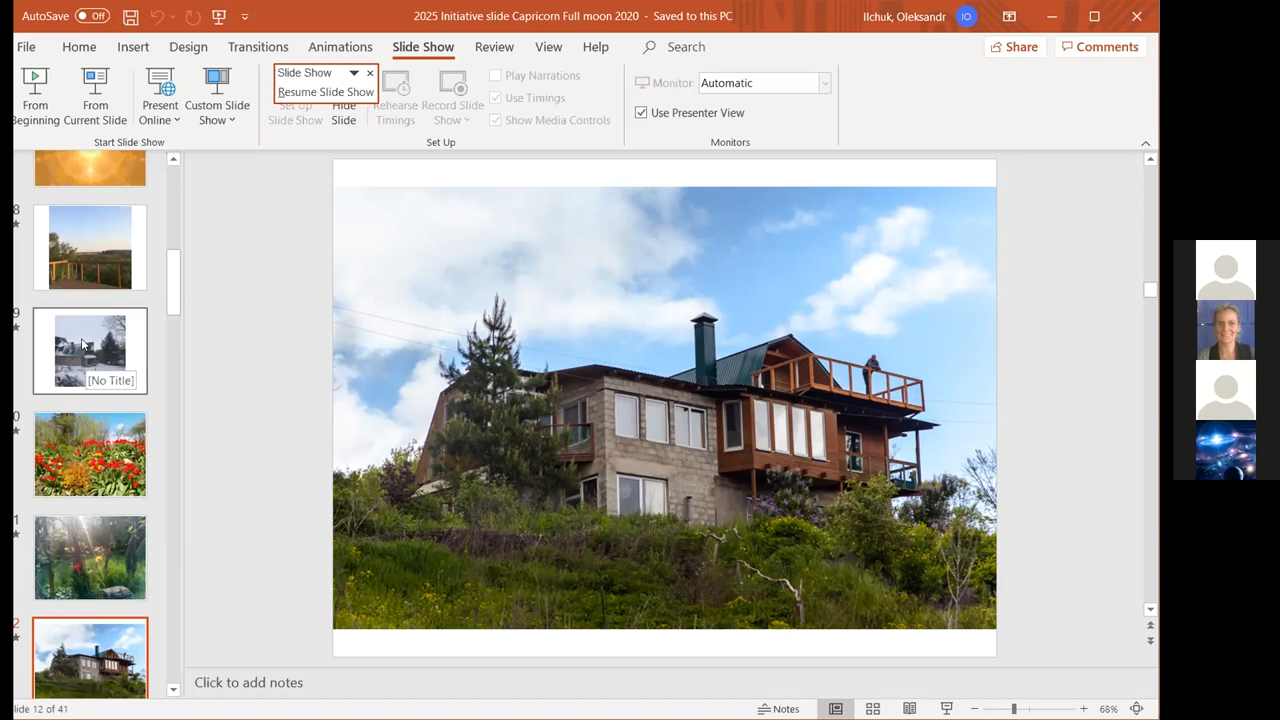 AutoSave Off
2025 Initiative slide Capricorn Full moon 2020 - Saved to this PC
Ilchuk, Oleksandr
IO
File Home Insert Design Transitions Animations Slide Show Review View Help Search
Share Comments
From Beginning
From Current Slide
Present Online
Custom Slide Show
Start Slide Show
Slide Show
Resume Slide Show
Set Up Slide Show
Hide Slide
Rehearse Timings
Record Slide Show
Play Narrations
Use Timings
Show Media Controls
Set Up
Monitor: Automatic
Use Presenter View
Monitors
8
9
[No Title]
0
1
2
Click to add notes
lide 12 of 41
Notes
68%